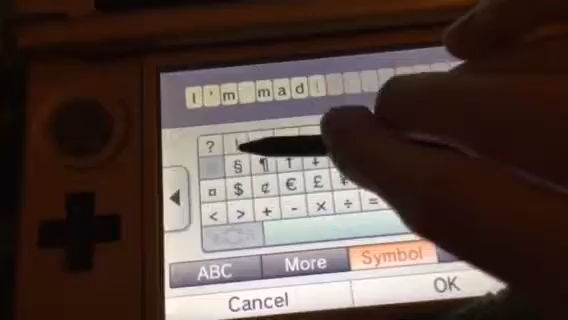 I'm mad
?
§ ¶ †
¤ $ ¢ € £ ¥
< > + - × ÷ =
ABC More Symbol
Cancel OK